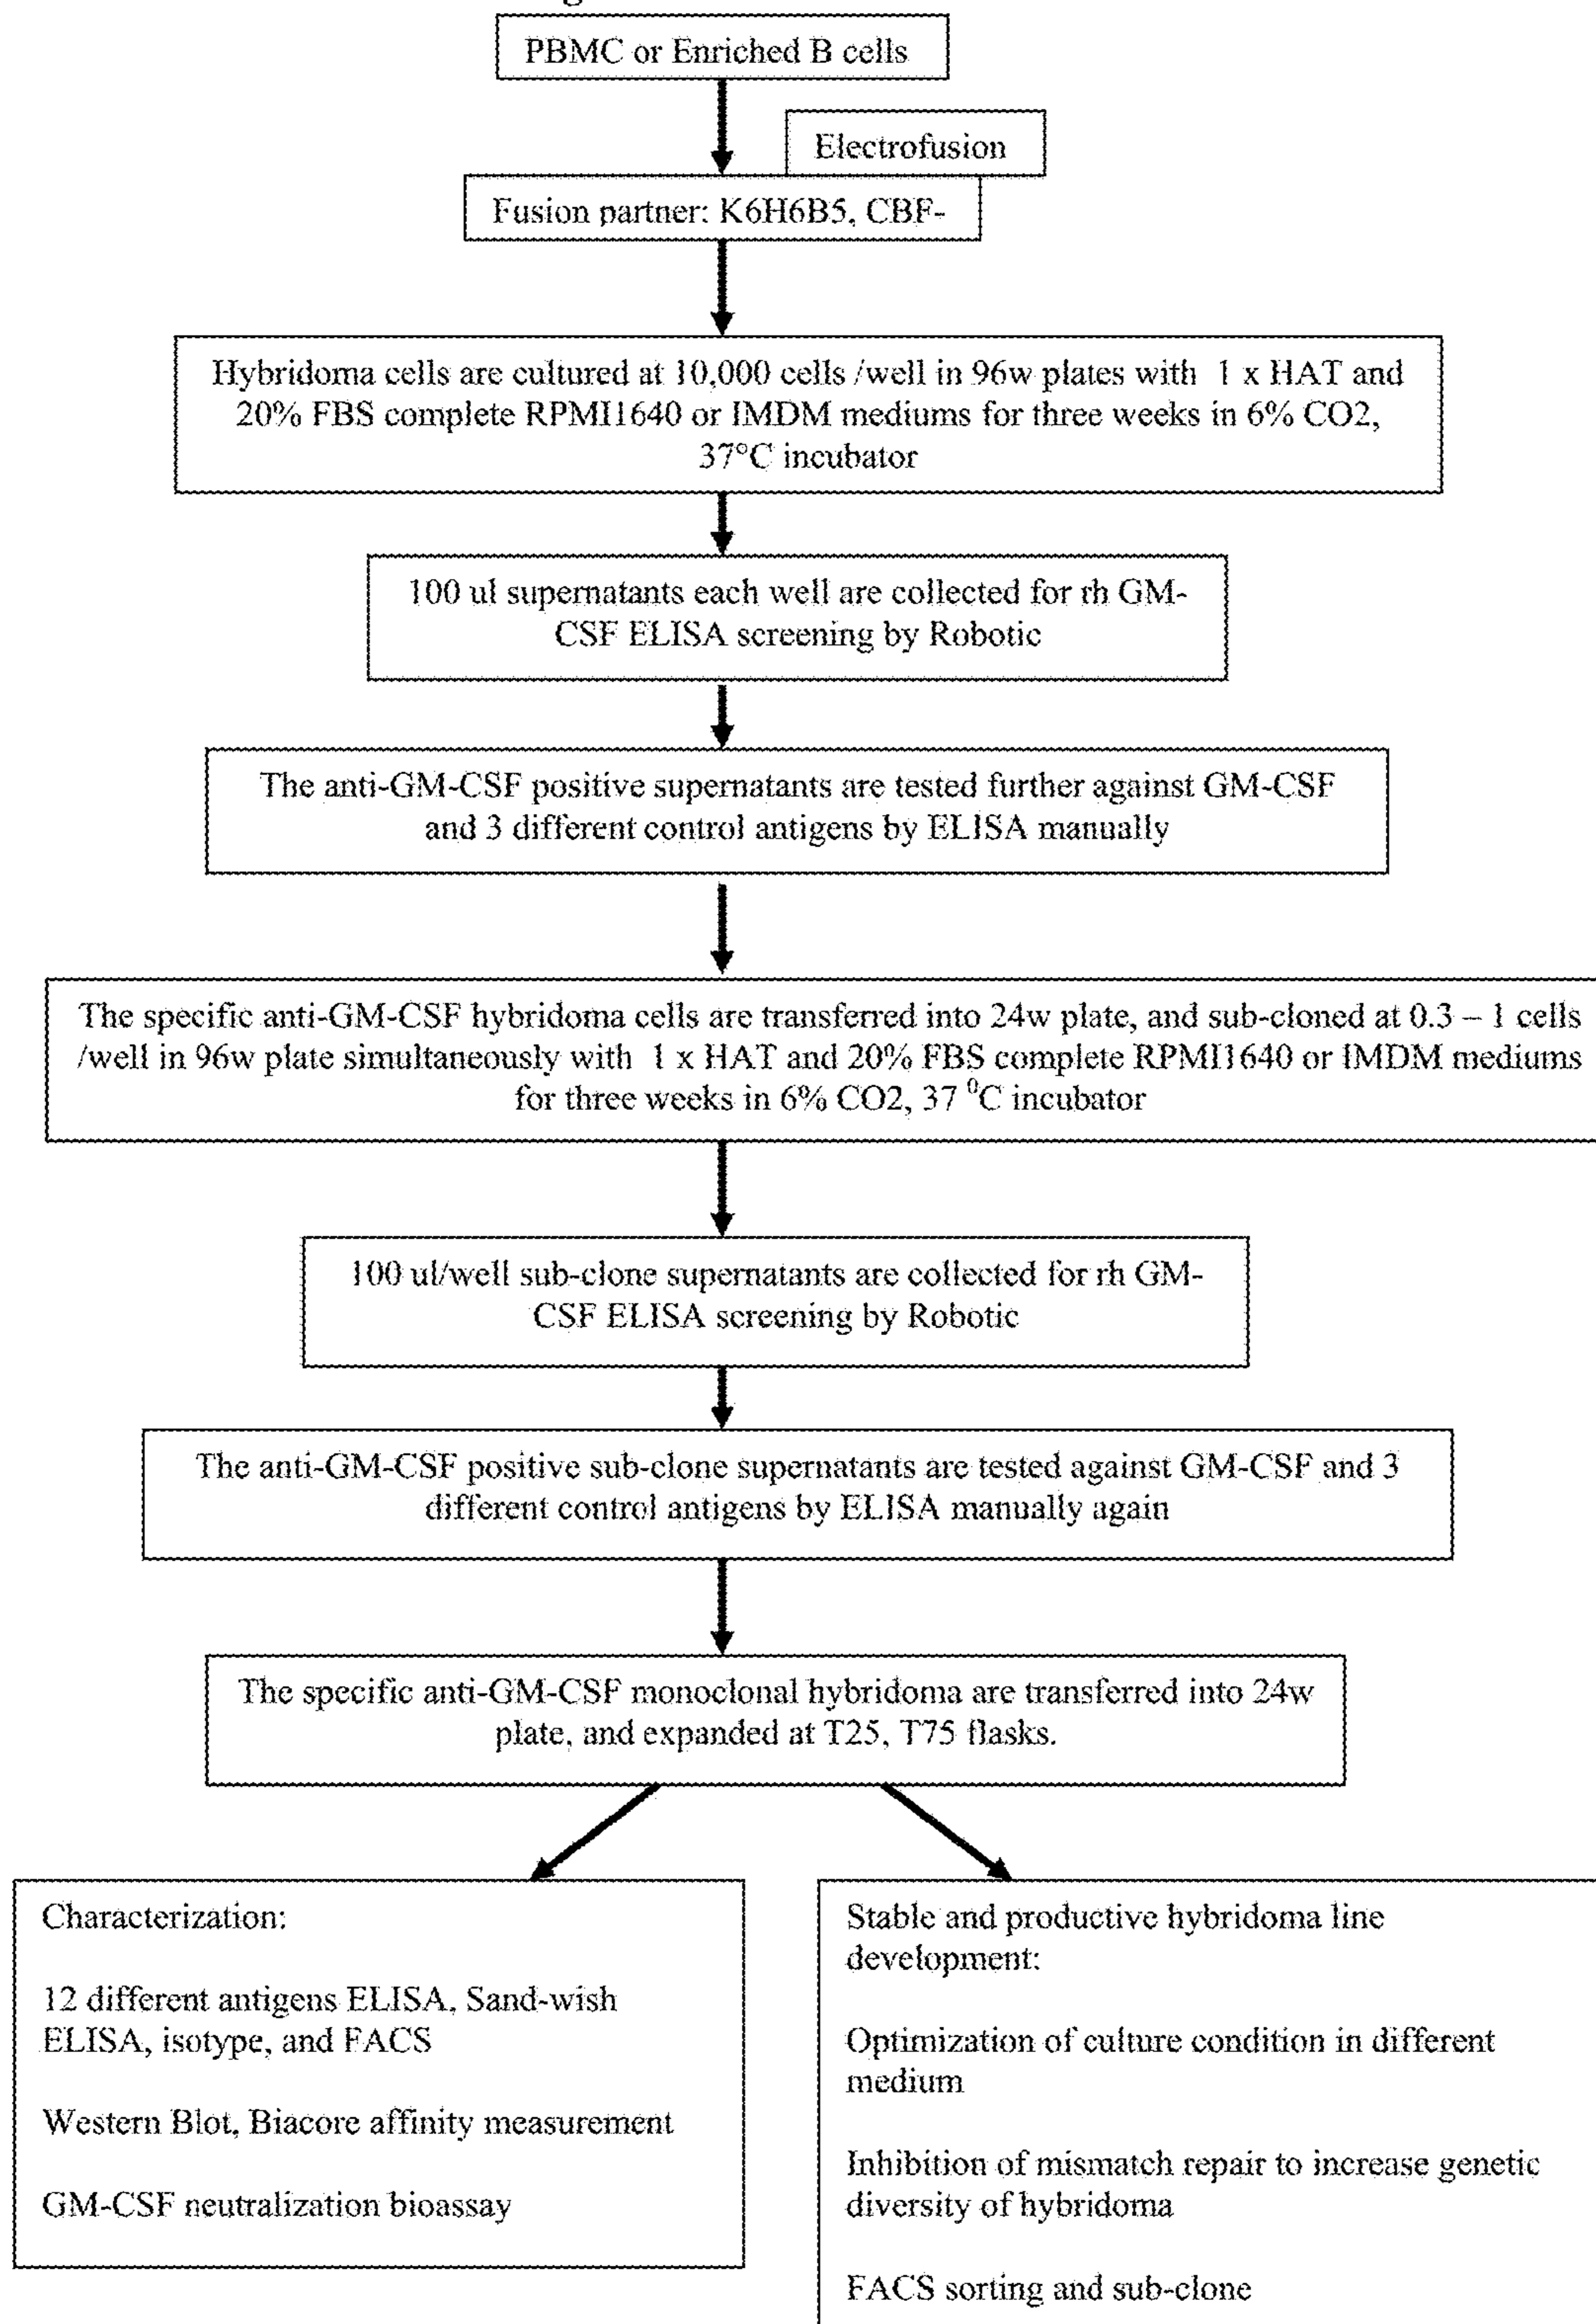 PBMC or Enriched B cells
Electrofusion
Fusion partner: K6H6B5, CBF-
Hybridoma cells are cultured at 10,000 cells /well in 96w plates with 1 x HAT and
20% FBS complete RPMI1640 or IMDM mediums for three weeks in 6% CO2,
37°C incubator
100 ul supernatants each well are collected for rh GM-
CSF ELISA screening by Robotic
The anti-GM-CSF positive supernatants are tested further against GM-CSF
and 3 different control antigens by ELISA manually
The specific anti-GM-CSF hybridoma cells are transferred into 24w plate, and sub-cloned at 0.3 – 1 cells
/well in 96w plate simultaneously with 1 x HAT and 20% FBS complete RPMI1640 or IMDM mediums
for three weeks in 6% CO2, 37 ⁰C incubator
100 ul/well sub-clone supernatants are collected for rh GM-
CSF ELISA screening by Robotic
The anti-GM-CSF positive sub-clone supernatants are tested against GM-CSF and 3
different control antigens by ELISA manually again
The specific anti-GM-CSF monoclonal hybridoma are transferred into 24w
plate, and expanded at T25, T75 flasks.
Characterization:
12 different antigens ELISA, Sand-wish
ELISA, isotype, and FACS
Western Blot, Biacore affinity measurement
GM-CSF neutralization bioassay
Stable and productive hybridoma line
development:
Optimization of culture condition in different
medium
Inhibition of mismatch repair to increase genetic
diversity of hybridoma
FACS sorting and sub-clone